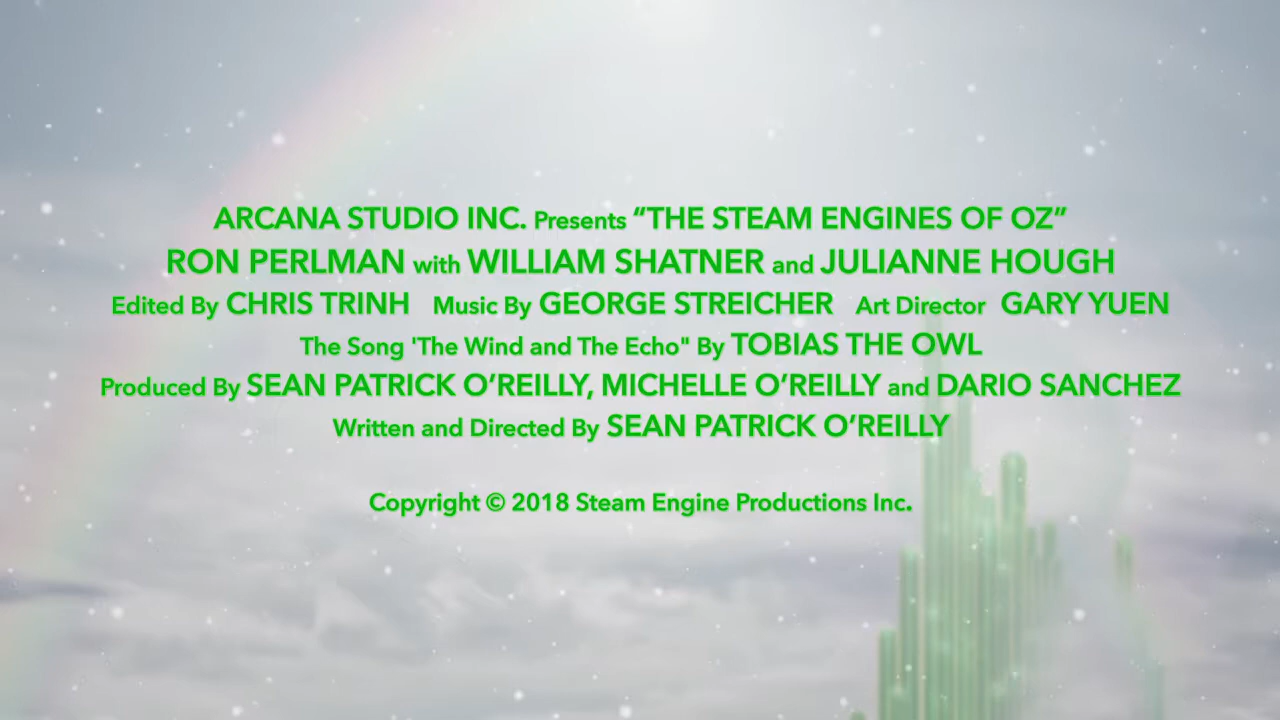 ARCANA STUDIO INC. Presents “THE STEAM ENGINES OF OZ”
RON PERLMAN with WILLIAM SHATNER and JULIANNE HOUGH
Edited By CHRIS TRINH Music By GEORGE STREICHER Art Director GARY YUEN
The Song 'The Wind and The Echo" By TOBIAS THE OWL
Produced By SEAN PATRICK O’REILLY, MICHELLE O’REILLY and DARIO SANCHEZ
Written and Directed By SEAN PATRICK O’REILLY
Copyright © 2018 Steam Engine Productions Inc.